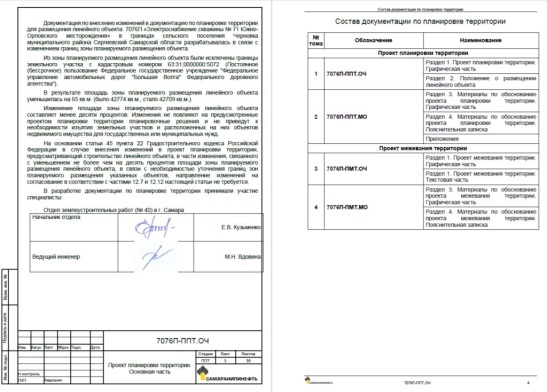 Документация по внесению изменений в документацию по планировке территории
для размещения линейного объекта: 7076П «Электроснабжение скважины № 71 Южно-
Орловского месторождения» в границах сельского поселения Черновка
муниципального района Сергиевский Самарской области разрабатывалась в связи с
изменением границ зоны планируемого размещения объекта.
Из зоны планируемого размещения линейного объекта были исключены границы
земельного участка с кадастровым номером 63:31:0000000:5072 (Постоянное
(бессрочное) пользование Федеральное государственное учреждение "Федеральное
управление автомобильных дорог "Большая Волга" Федерального дорожного
агентства").
В результате площадь зоны планируемого размещения линейного объекта
уменьшилась на 65 кв.м. (было 42774 кв.м., стало 42709 кв.м.).
Изменение площади зоны планируемого размещения линейного объекта
составляет менее десяти процентов. Изменения не повлияют на предусмотренные
проектом планировки территории планировочные решения и не приведут к
необходимости изъятия земельных участков и расположенных на них объектов
недвижимого имущества для государственных или муниципальных нужд.
На основании статьи 45 пункта 22 Градостроительного кодекса Российской
Федерации в случае внесения изменений в проект планировки территории,
предусматривающей строительство линейного объекта, в части изменения, связанного
с уменьшением не более чем на десять процентов площади зоны планируемого
размещения линейного объекта, в связи с необходимостью уточнения границ зон
планируемого размещения указанных объектов, направление изменений на
согласование в соответствии с частями 12.7 и 12.12 настоящей статьи не требуется.
В разработке документации по планировке территории принимали участие
специалисты:
Отдел землеустроительных работ (№ 40) в г. Самара
Начальник отдела
Е.В. Кузьменко
Ведущий инженер
М.Н. Вдовина
Взам. инв. №
Подпись и дата
Инв. № подл.
7076П-ППТ.ОЧ
Изм. Кол.уч. Лист №док. Подп. Дата
Проект планировки территории.
Основная часть
Стадия Лист Листов
ППТ 3
САМАРАНИПИНЕФТЬ
Н.контроль
ГИП
Состав документации по планировке территории
Состав документации по планировке территории
№ тома Обозначение Наименование
Проект планировки территории
1 7076П-ППТ.ОЧ Раздел 1. Проект планировки территории.
Графическая часть
Раздел 2. Положение о размещении
линейного объекта
2 7076П-ППТ.МО Раздел 3. Материалы по обоснованию
проекта планировки территории.
Графическая часть
Раздел 4. Материалы по обоснованию
проекта планировки территории.
Пояснительная записка
Приложения
Проект межевания территории
3 7076П-ПМТ.ОЧ Раздел 1. Проект межевания территории.
Графическая часть
Раздел 1. Проект межевания территории.
Текстовая часть
4 7076П-ПМТ.МО Раздел 3. Материалы по обоснованию
проекта межевания территории.
Графическая часть
Раздел 4. Материалы по обоснованию
проекта межевания территории.
Пояснительная записка
САМАРАНИПИНЕФТЬ
7076П-ППТ.ОЧ
4